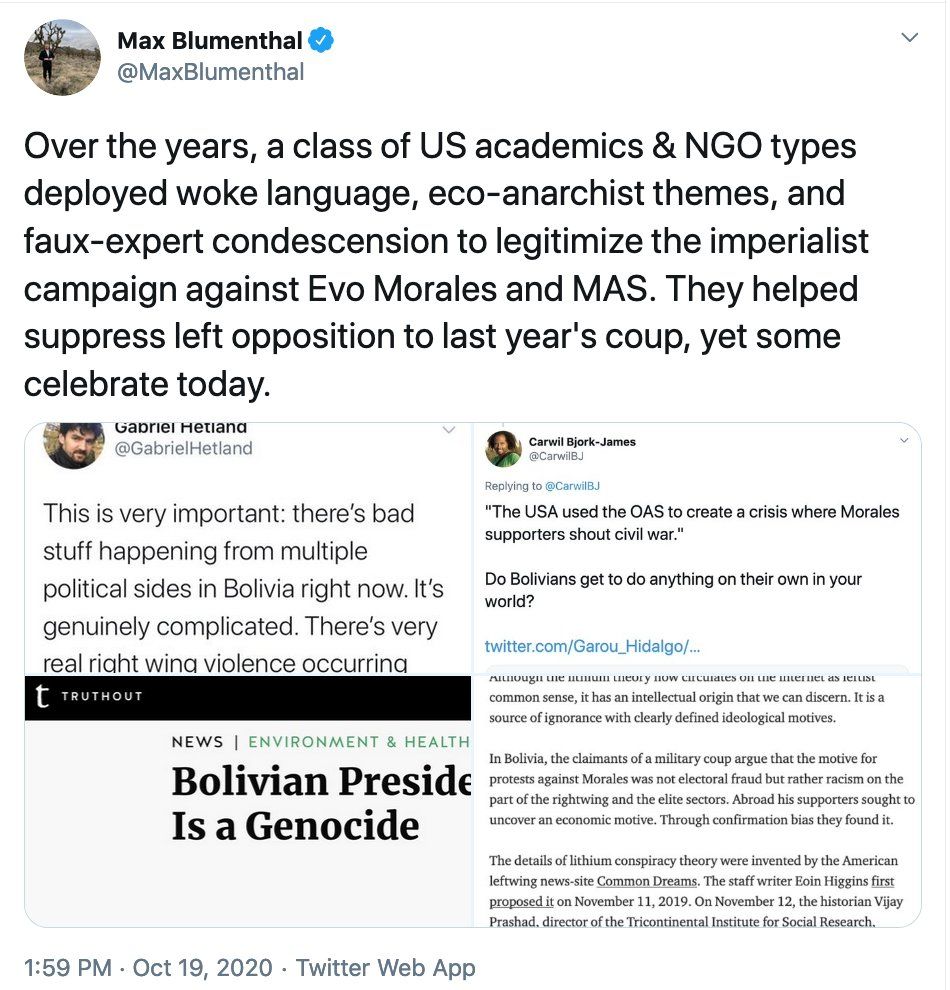 Max Blumenthal
@MaxBlumenthal
Over the years, a class of US academics & NGO types
deployed woke language, eco-anarchist themes, and
faux-expert condescension to legitimize the imperialist
campaign against Evo Morales and MAS. They helped
suppress left opposition to last year's coup, yet some
celebrate today.
Gabriel Hetland
@GabrielHetland
This is very important: there's bad
stuff happening from multiple
political sides in Bolivia right now. It's
genuinely complicated. There's very
real right wing violence occurring
Carwil Bjork-James
@CarwilBJ
Replying to @CarwilBJ
"The USA used the OAS to create a crisis where Morales
supporters shout civil war."
Do Bolivians get to do anything on their own in your
world?
twitter.com/Garou_Hidalgo/...
t TRUTHOUT
NEWS | ENVIRONMENT & HEALTH
Bolivian Preside
Is a Genocide
Although the lithium theory now circulates on the internet as leftist
common sense, it has an intellectual origin that we can discern. It is a
source of ignorance with clearly defined ideological motives.
In Bolivia, the claimants of a military coup argue that the motive for
protests against Morales was not electoral fraud but rather racism on the
part of the rightwing and the elite sectors. Abroad his supporters sought to
uncover an economic motive. Through confirmation bias they found it.
The details of lithium conspiracy theory were invented by the American
leftwing news-site Common Dreams. The staff writer Eoin Higgins first
proposed it on November 11, 2019. On November 12, the historian Vijay
Prashad, director of the Tricontinental Institute for Social Research,
1:59 PM · Oct 19, 2020 · Twitter Web App